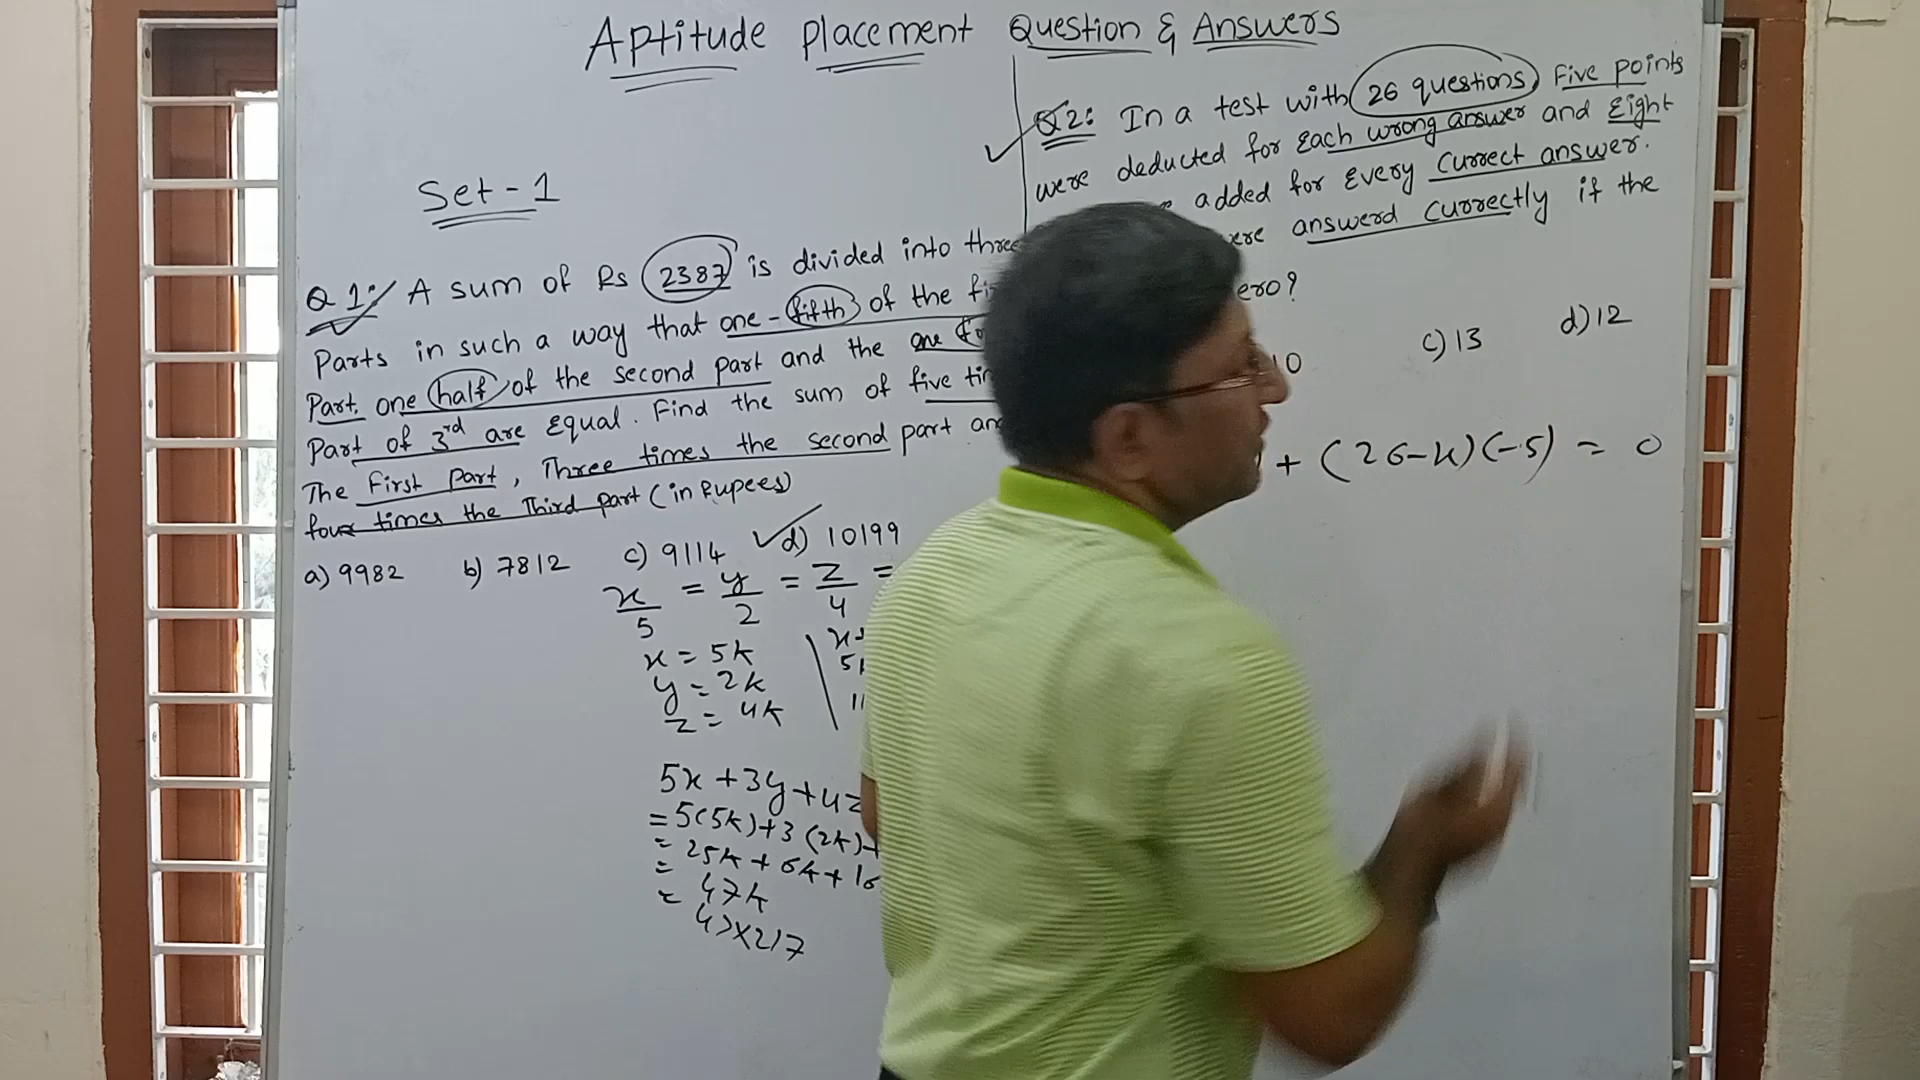 Aptitude Placement Question & Answers
Set-1
Q 1: A sum of Rs 2387 is divided into three
Parts in such a way that one-fifth of the
Part, one half of the second part and the one
Part of 3rd are equal. Find the sum of five
The First Part, Three times the second part and
four times the Third part (in Rupees)
a) 9982 b) 7812 c) 9114 d) 10199
x/5 = y/2 = z/4 =
x = 5k
y = 2k
z = 4k
5x + 3y + 4z
= 5(5k) + 3(2k) +
= 25k + 6k + 16
= 47k
47x217
Q2: In a test with 26 questions Five points
were deducted for each wrong answer and Eight
added for every currect answer.
answerd currectly if the
c) 13 d) 12
+ (26-x)(-5) = 0